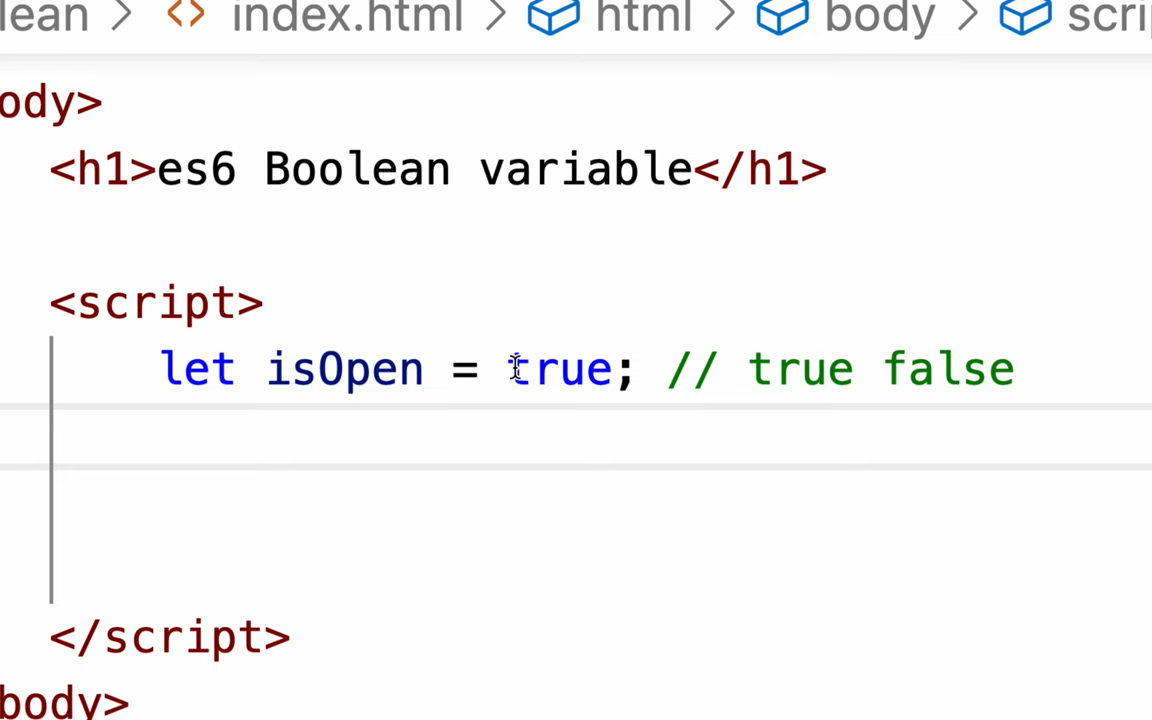 lean > <> index.html > html > body > scri
ody>
<h1>es6 Boolean variable</h1>
<script>
let isOpen = true; // true false
</script>
body>